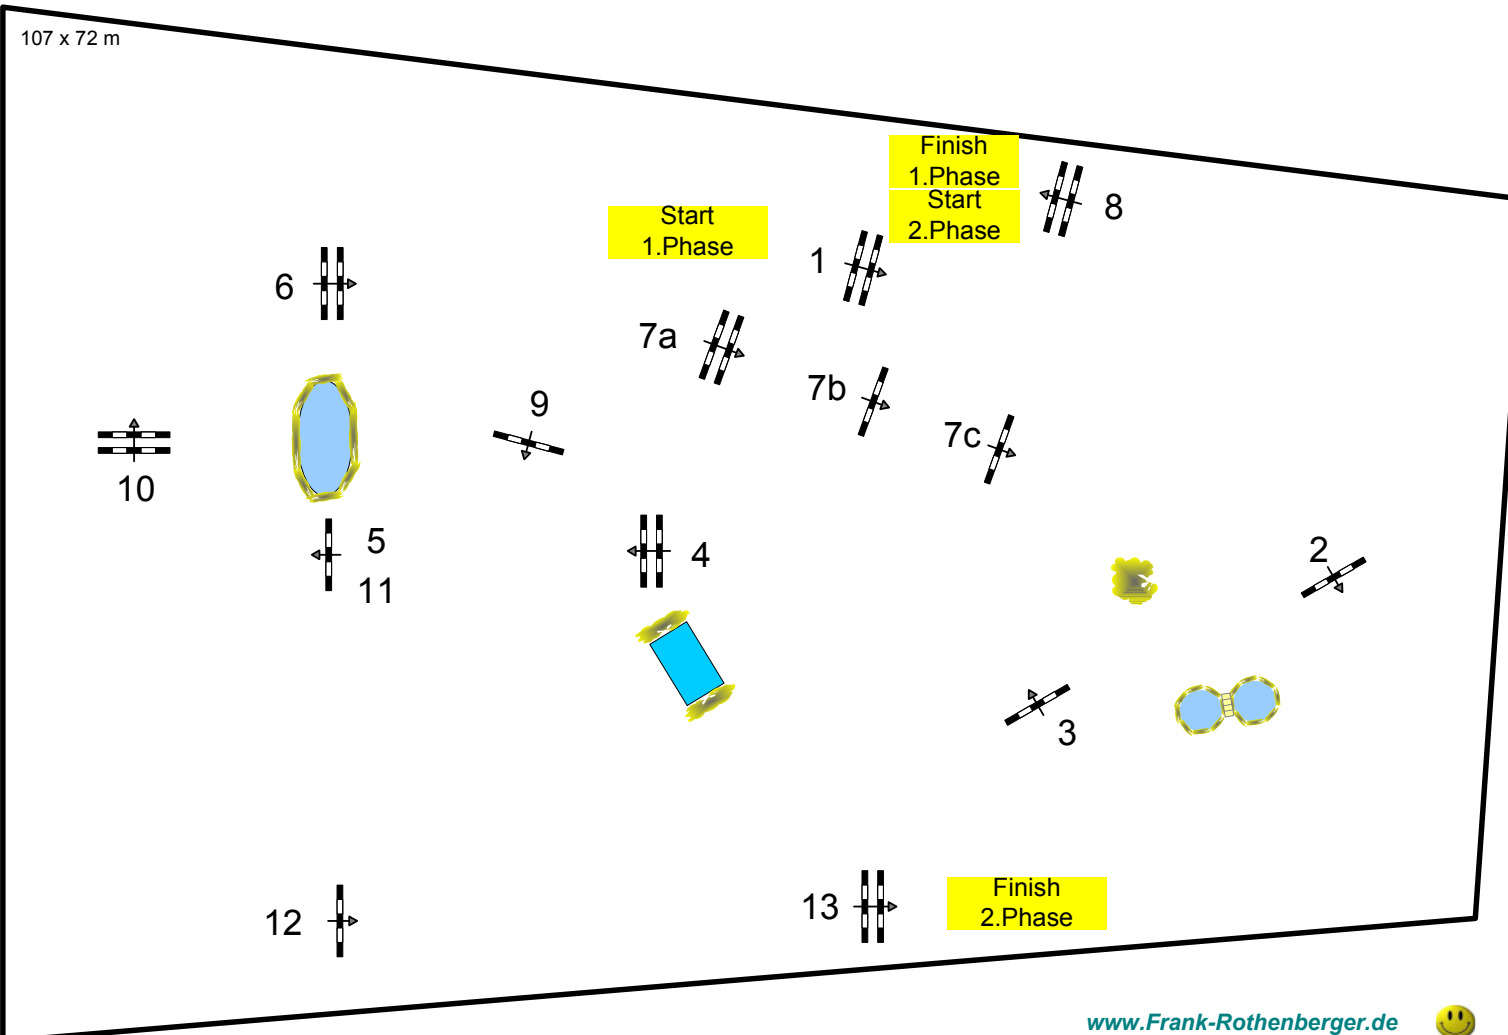 107 x 72 m
Finish
1.Phase
Start
2.Phase
8
Start
1.Phase
1
6
7a
7b
9
7c
10
5
11
4
2
3
12
13
Finish
2.Phase
www.Frank-Rothenberger.de